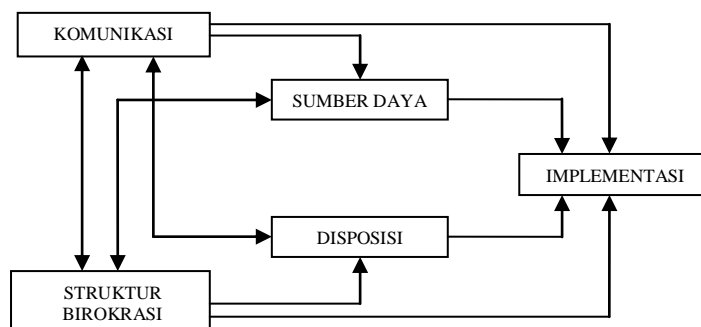 KOMUNIKASI
SUMBER DAYA
IMPLEMENTASI
DISPOSISI
STRUKTUR
BIROKRASI